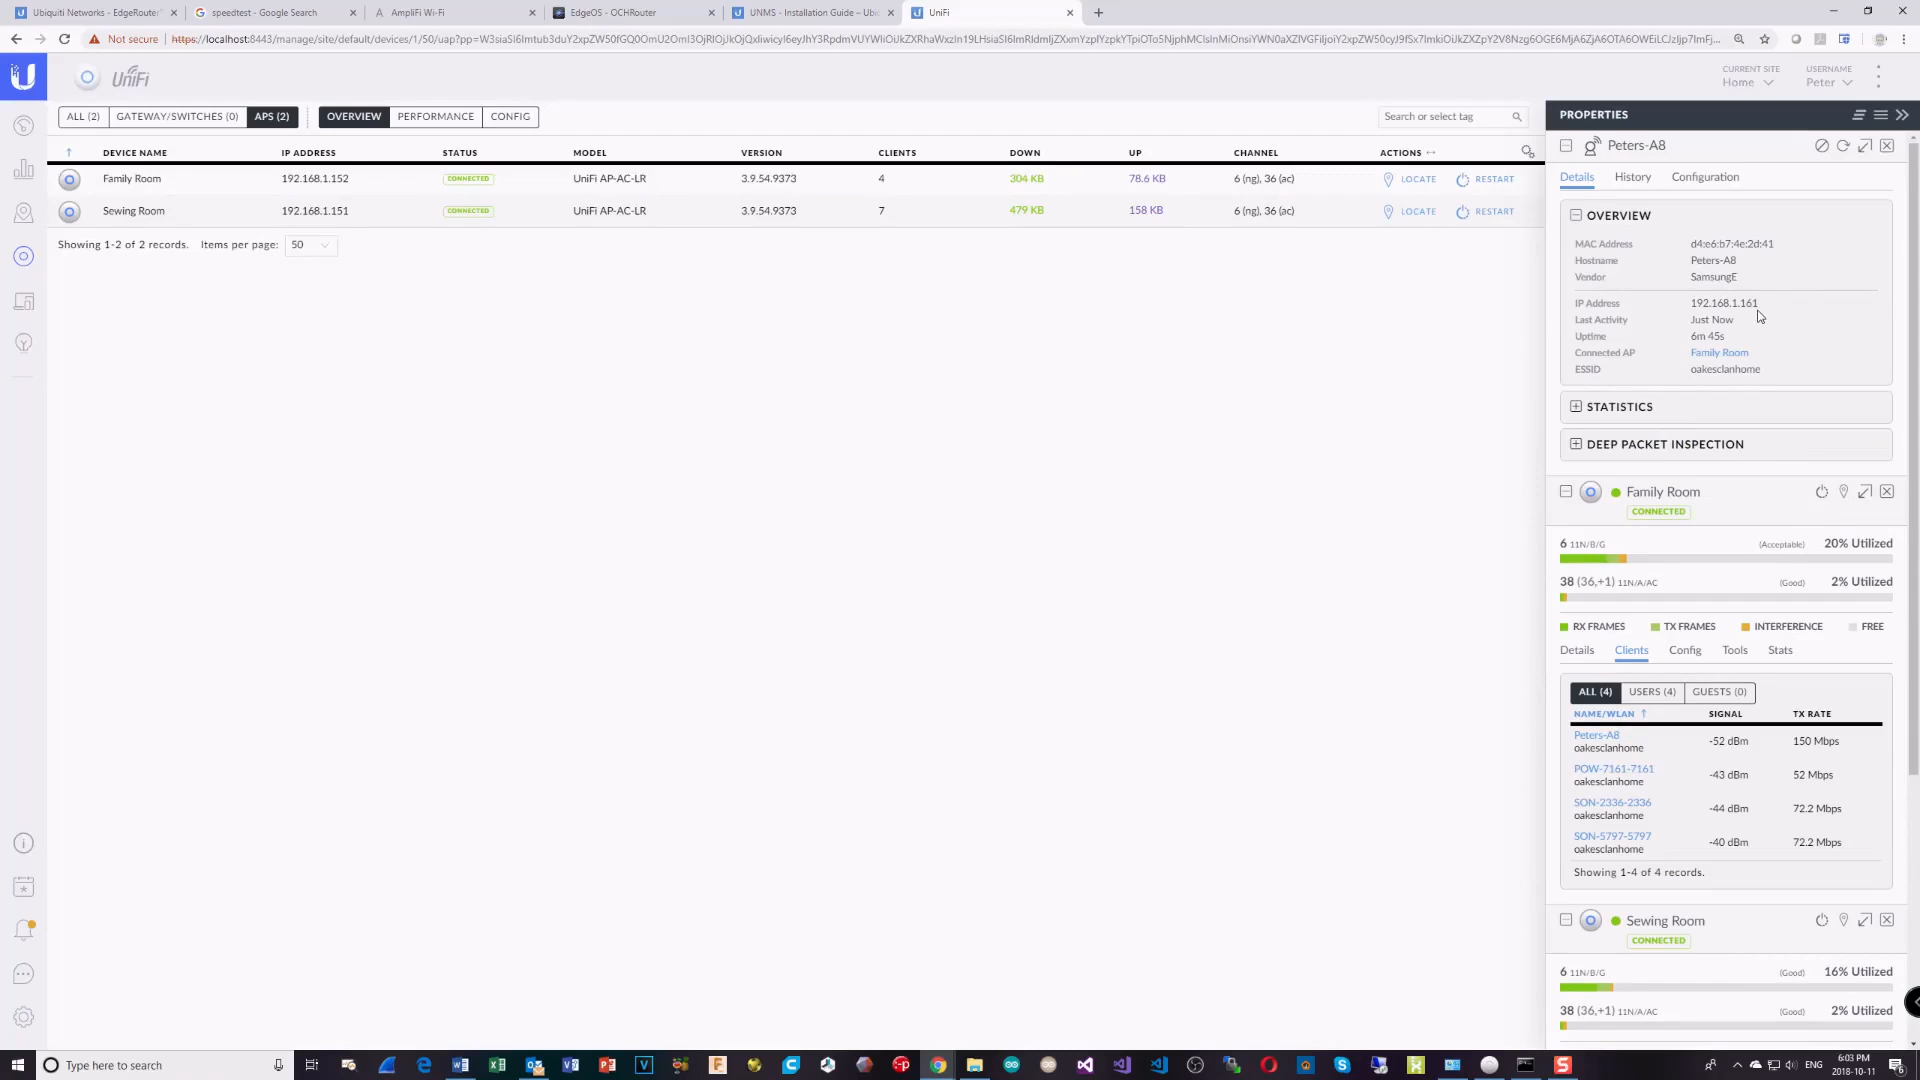 Ubiquiti Networks - EdgeRouter
speedtest - Google Search
AmpliFi Wi-Fi
EdgeOS - OCHRouter
UNMS - Installation Guide – Ubi
UniFi
Not secure
UniFi
CURRENT SITE
Home
USERNAME
Peter
ALL (2) GATEWAY/SWITCHES (0) APS (2) OVERVIEW PERFORMANCE CONFIG
Search or select tag
DEVICE NAME IP ADDRESS STATUS MODEL VERSION CLIENTS DOWN UP CHANNEL ACTIONS
Family Room 192.168.1.152 CONNECTED UniFi AP-AC-LR 3.9.54.9373 4 304 KB 78.6 KB 6 (ng), 36 (ac) LOCATE RESTART
Sewing Room 192.168.1.151 CONNECTED UniFi AP-AC-LR 3.9.54.9373 7 479 KB 158 KB 6 (ng), 36 (ac) LOCATE RESTART
Showing 1-2 of 2 records. Items per page: 50
PROPERTIES
Peters-A8
Details History Configuration
OVERVIEW
MAC Address d4:e6:b7:4e:2d:41
Hostname Peters-A8
Vendor SamsungE
IP Address 192.168.1.161
Last Activity Just Now
Uptime 6m 45s
Connected AP Family Room
ESSID oakesclanhome
STATISTICS
DEEP PACKET INSPECTION
Family Room
CONNECTED
6 11N/B/G (Acceptable) 20% Utilized
38 (36,+1) 11N/A/AC (Good) 2% Utilized
RX FRAMES TX FRAMES INTERFERENCE FREE
Details Clients Config Tools Stats
ALL (4) USERS (4) GUESTS (0)
NAME/WLAN SIGNAL TX RATE
Peters-A8
oakesclanhome -52 dBm 150 Mbps
POW-7161-7161
oakesclanhome -43 dBm 52 Mbps
SON-2336-2336
oakesclanhome -44 dBm 72.2 Mbps
SON-5797-5797
oakesclanhome -40 dBm 72.2 Mbps
Showing 1-4 of 4 records.
Sewing Room
CONNECTED
6 11N/B/G (Good) 16% Utilized
38 (36,+1) 11N/A/AC (Good) 2% Utilized
Type here to search
ENG
6:03 PM
2018-10-11